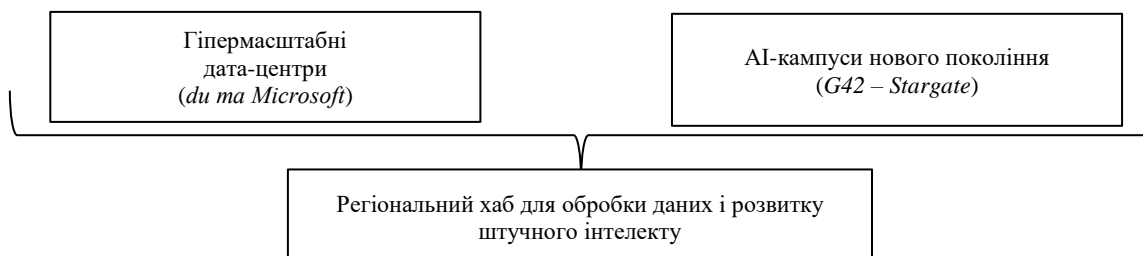 Гіпермасштабні
дата-центри
(du та Microsoft)
АІ-кампуси нового покоління
(G42 – Stargate)
Регіональний хаб для обробки даних і розвитку
штучного інтелекту